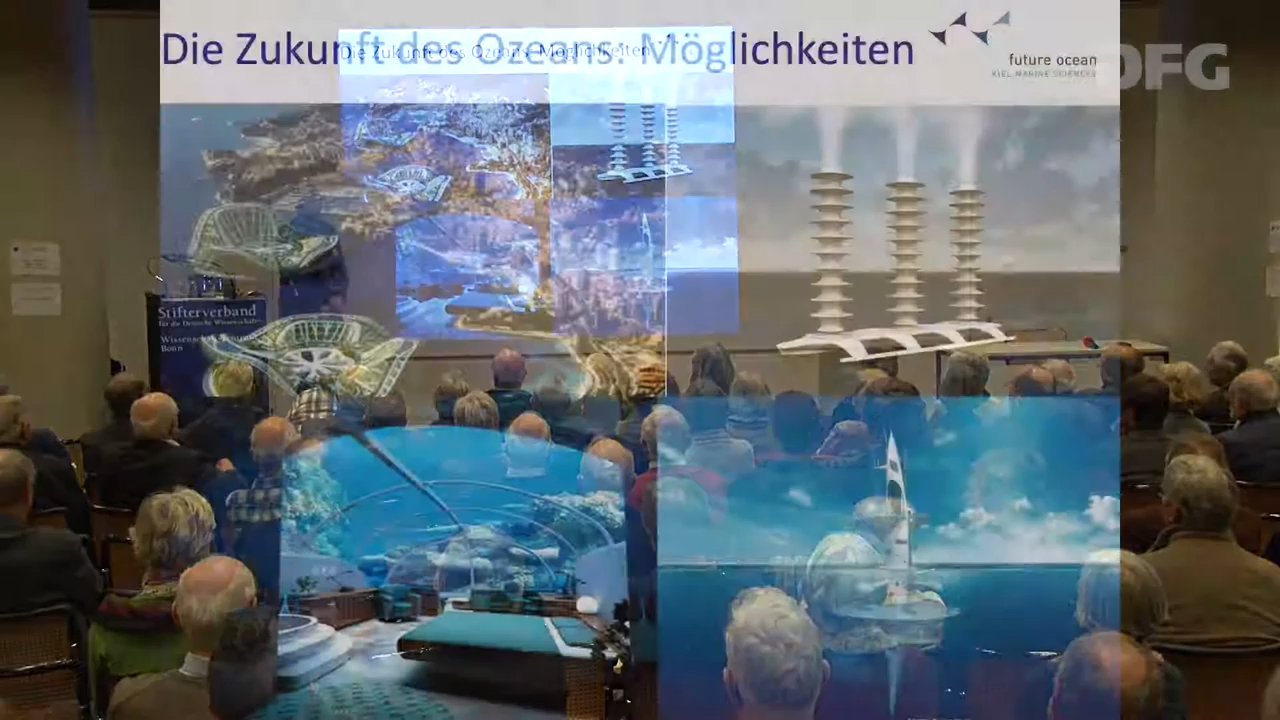 Die Zukunft des Ozeans: Möglichkeiten
Die Zukunft des Ozeans: Möglichkeiten
future ocean
KIEL MARINE SCIENCES
DFG
Stifterverband
für die Deutsche Wissenschaft
Wissenschaftszentrum
Bonn